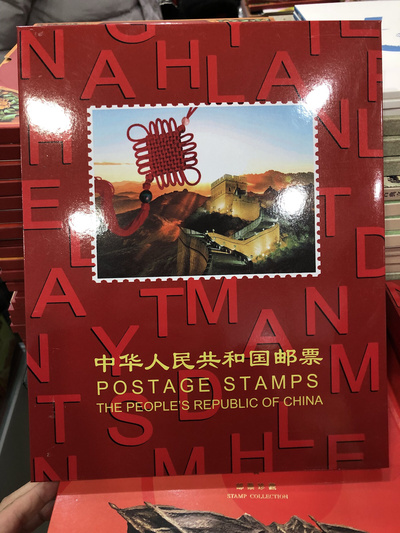 中华人民共和国邮票
POSTAGE STAMPS
THE PEOPLE'S REPUBLIC OF CHINA
STAMP COLLECTION